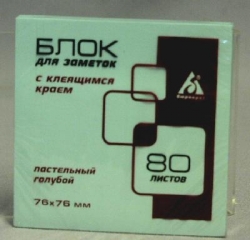 БЛОК
ДЛЯ ЗАМЕТОК
С КЛЕЯЩИМСЯ
КРАЕМ
80
ЛИСТОВ
пастельный
голубой
76х76 мм